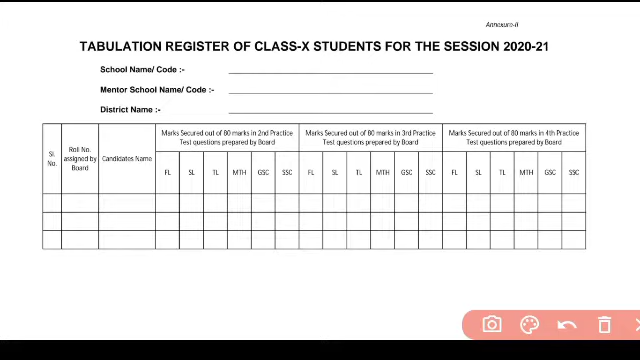 Annexure-II
TABULATION REGISTER OF CLASS-X STUDENTS FOR THE SESSION 2020-21
School Name/ Code :-
Mentor School Name/ Code :-
District Name :-
Sl. No.
Roll No. assigned by Board
Candidates Name
Marks Secured out of 80 marks in 2nd Practice
Test questions prepared by Board
Marks Secured out of 80 marks in 3rd Practice
Test questions prepared by Board
Marks Secured out of 80 marks in 4th Practice
Test questions prepared by Board
FL SL TL MTH GSC SSC FL SL TL MTH GSC SSC FL SL TL MTH GSC SSC